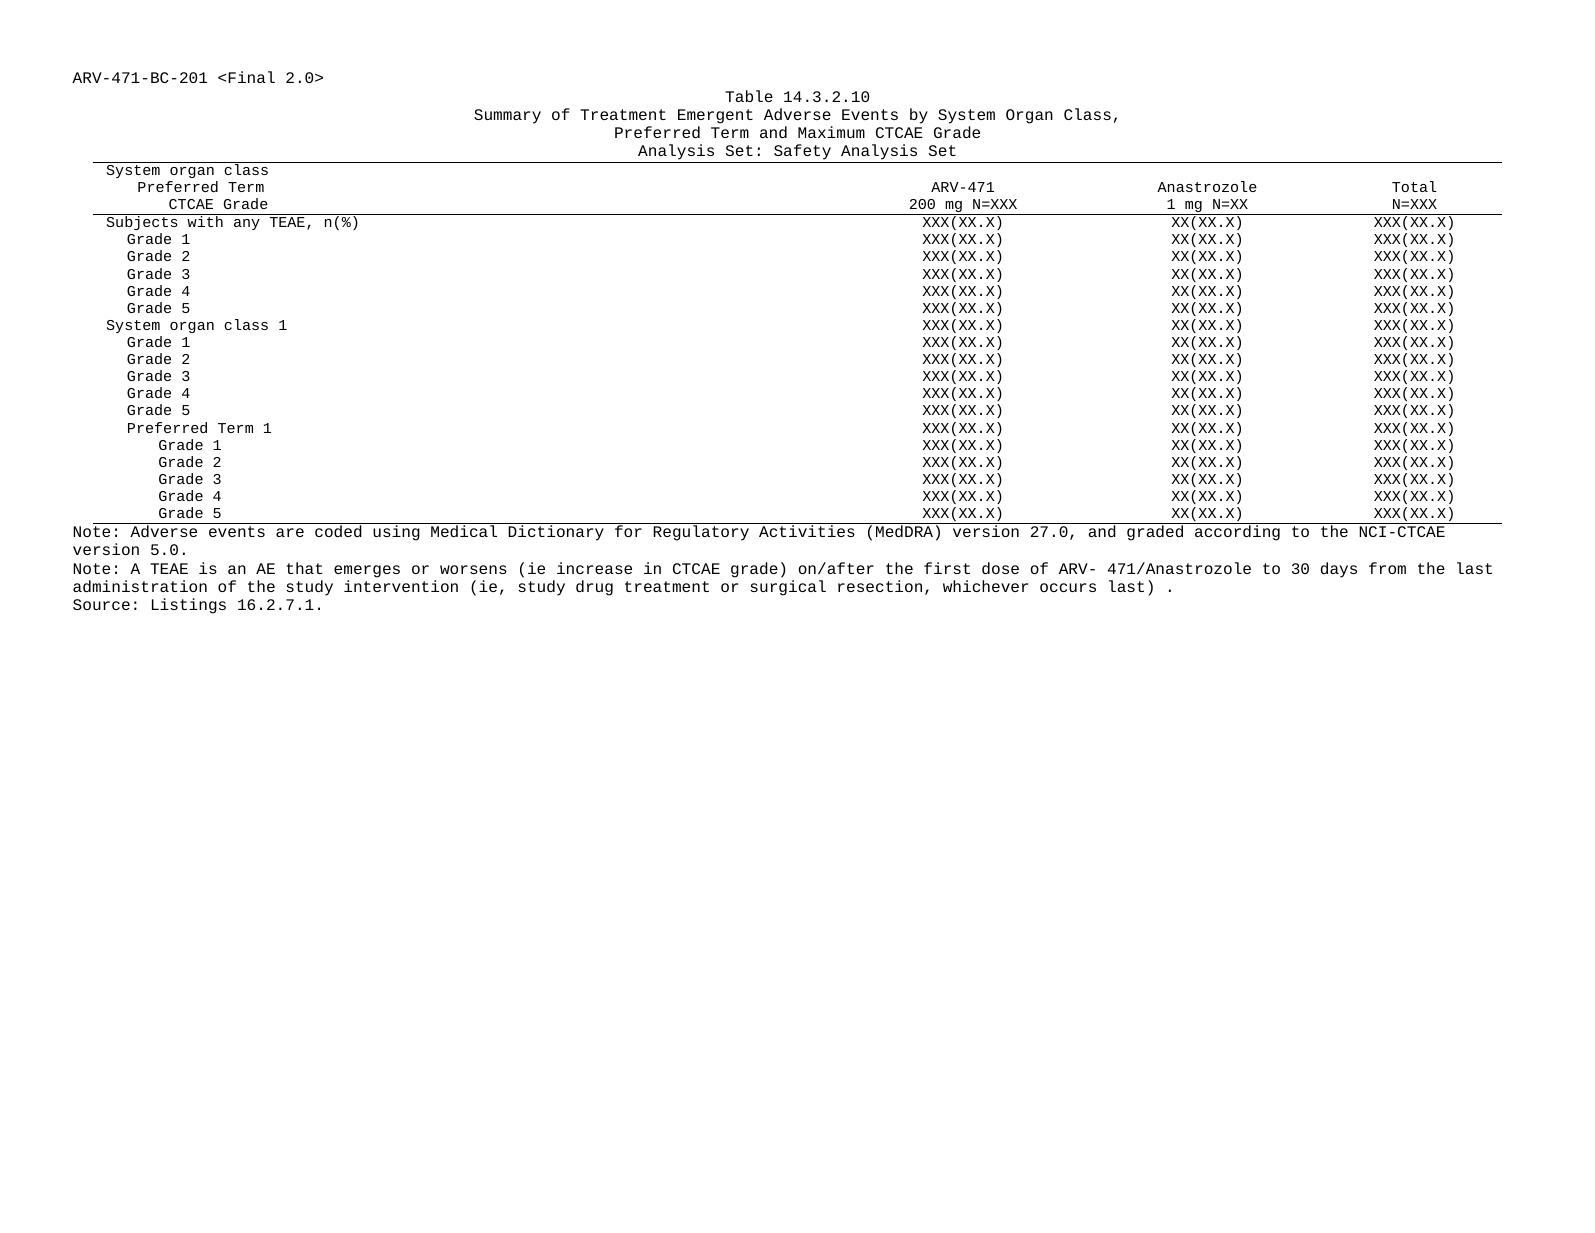 ARV-471-BC-201 <Final 2.0>
Table 14.3.2.10
Summary of Treatment Emergent Adverse Events by System Organ Class,
Preferred Term and Maximum CTCAE Grade
Analysis Set: Safety Analysis Set
System organ class
Preferred Term ARV-471 Anastrozole Total
CTCAE Grade 200 mg N=XXX 1 mg N=XX N=XXX
Subjects with any TEAE, n(%) XXX(XX.X) XX(XX.X) XXX(XX.X)
Grade 1 XXX(XX.X) XX(XX.X) XXX(XX.X)
Grade 2 XXX(XX.X) XX(XX.X) XXX(XX.X)
Grade 3 XXX(XX.X) XX(XX.X) XXX(XX.X)
Grade 4 XXX(XX.X) XX(XX.X) XXX(XX.X)
Grade 5 XXX(XX.X) XX(XX.X) XXX(XX.X)
System organ class 1 XXX(XX.X) XX(XX.X) XXX(XX.X)
Grade 1 XXX(XX.X) XX(XX.X) XXX(XX.X)
Grade 2 XXX(XX.X) XX(XX.X) XXX(XX.X)
Grade 3 XXX(XX.X) XX(XX.X) XXX(XX.X)
Grade 4 XXX(XX.X) XX(XX.X) XXX(XX.X)
Grade 5 XXX(XX.X) XX(XX.X) XXX(XX.X)
Preferred Term 1 XXX(XX.X) XX(XX.X) XXX(XX.X)
Grade 1 XXX(XX.X) XX(XX.X) XXX(XX.X)
Grade 2 XXX(XX.X) XX(XX.X) XXX(XX.X)
Grade 3 XXX(XX.X) XX(XX.X) XXX(XX.X)
Grade 4 XXX(XX.X) XX(XX.X) XXX(XX.X)
Grade 5 XXX(XX.X) XX(XX.X) XXX(XX.X)
Note: Adverse events are coded using Medical Dictionary for Regulatory Activities (MedDRA) version 27.0, and graded according to the NCI-CTCAE
version 5.0.
Note: A TEAE is an AE that emerges or worsens (ie increase in CTCAE grade) on/after the first dose of ARV- 471/Anastrozole to 30 days from the last
administration of the study intervention (ie, study drug treatment or surgical resection, whichever occurs last) .
Source: Listings 16.2.7.1.